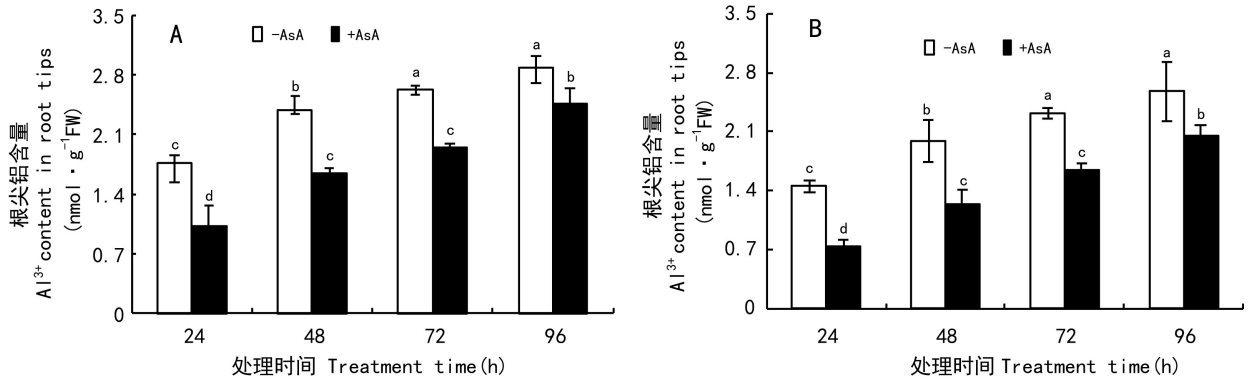 A
-AsA +AsA
3.5
2.8
2.1
1.4
0.7
0
根尖铝含量
Al³⁺content in root tips
(nmol·g⁻¹FW)
c d b c a c a b
24 48 72 96
处理时间 Treatment time(h)
B
-AsA +AsA
3.5
2.8
2.1
1.4
0.7
0
根尖铝含量
Al³⁺content in root tips
(nmol·g⁻¹FW)
c d b c a c a b
24 48 72 96
处理时间 Treatment time(h)